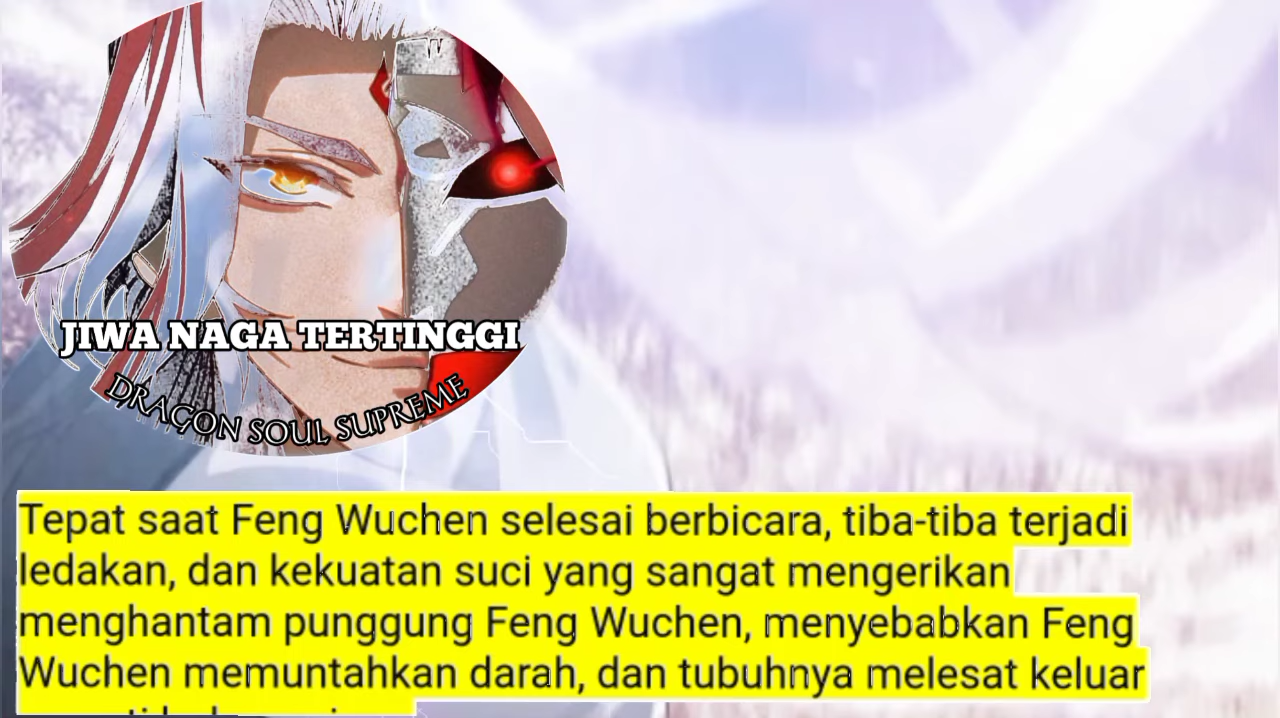 JIWA NAGA TERTINGGI
DRAGON SOUL SUPREME
Tepat saat Feng Wuchen selesai berbicara, tiba-tiba terjadi
ledakan, dan kekuatan suci yang sangat mengerikan
menghantam punggung Feng Wuchen, menyebabkan Feng
Wuchen memuntahkan darah, dan tubuhnya melesat keluar